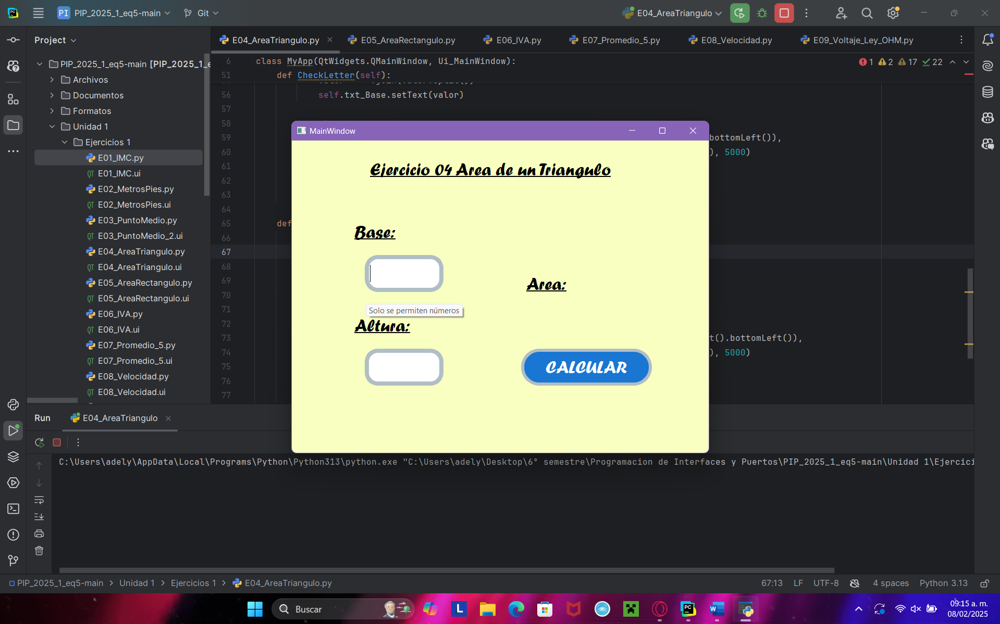 PI PIP_2025_1_eq5-main Git E04_AreaTriangulo
Project
E04_AreaTriangulo.py E05_AreaRectangulo.py E06_IVA.py E07_Promedio_5.py E08_Velocidad.py E09_Voltaje_Ley_OHM.py
PIP_2025_1_eq5-main [PIP_2025_1_e
Archivos
Documentos
Formatos
Unidad 1
Ejercicios 1
E01_IMC.py
E01_IMC.ui
E02_MetrosPies.py
E02_MetrosPies.ui
E03_PuntoMedio.py
E03_PuntoMedio_2.ui
E04_AreaTriangulo.py
E04_AreaTriangulo.ui
E05_AreaRectangulo.py
E05_AreaRectangulo.ui
E06_IVA.py
E06_IVA.ui
E07_Promedio_5.py
E07_Promedio_5.ui
E08_Velocidad.py
E08_Velocidad.ui
6 class MyApp(QtWidgets.QMainWindow, Ui_MainWindow):
1 2 17 22
51 def CheckLetter(self):
56 self.txt_Base.setText(valor)
57
58
59 bottomLeft()),
60 ), 5000)
61
62
63
64
65 def
66
67
68
69
70
71
72
73 t().bottomLeft()),
74 ), 5000)
75
76
77
MainWindow
Ejercicio 04 Area de un Triangulo
Base:
Area:
Solo se permiten números
Altura:
CALCULAR
Run E04_AreaTriangulo
C:\Users\adely\AppData\Local\Programs\Python\Python313\python.exe "C:\Users\adely\Desktop\6° semestre\Programacion de Interfaces y Puertos\PIP_2025_1_eq5-main\Unidad 1\Ejercici
PIP_2025_1_eq5-main > Unidad 1 > Ejercicios 1 > E04_AreaTriangulo.py
67:13 LF UTF-8 4 spaces Python 3.13
Buscar
09:15 a. m.
08/02/2025